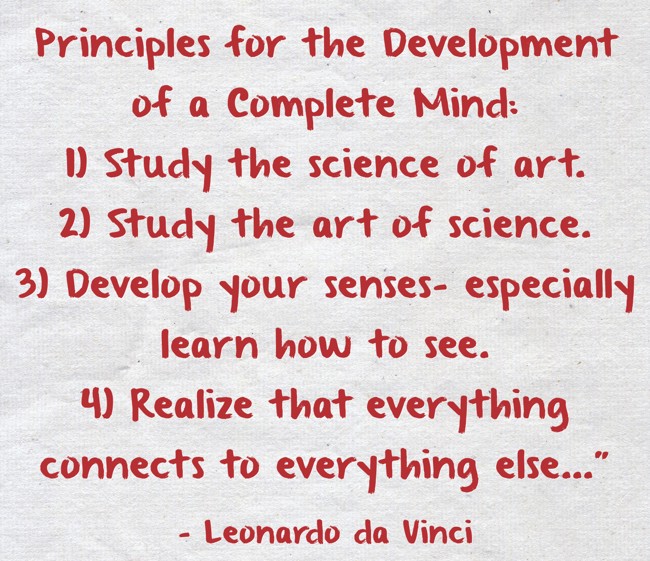 Principles for the Development
of a Complete Mind:
1) Study the science of art.
2) Study the art of science.
3) Develop your senses- especially
learn how to see.
4) Realize that everything
connects to everything else..."
- Leonardo da Vinci